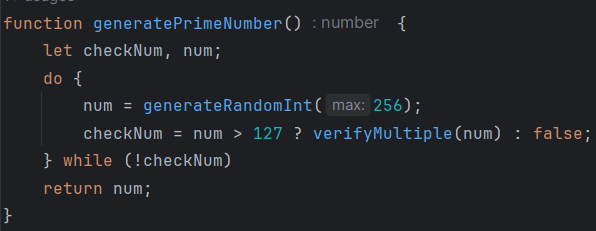 function generatePrimeNumber() : number {
let checkNum, num;
do {
num = generateRandomInt( max: 256);
checkNum = num > 127 ? verifyMultiple(num) : false;
} while (!checkNum)
return num;
}